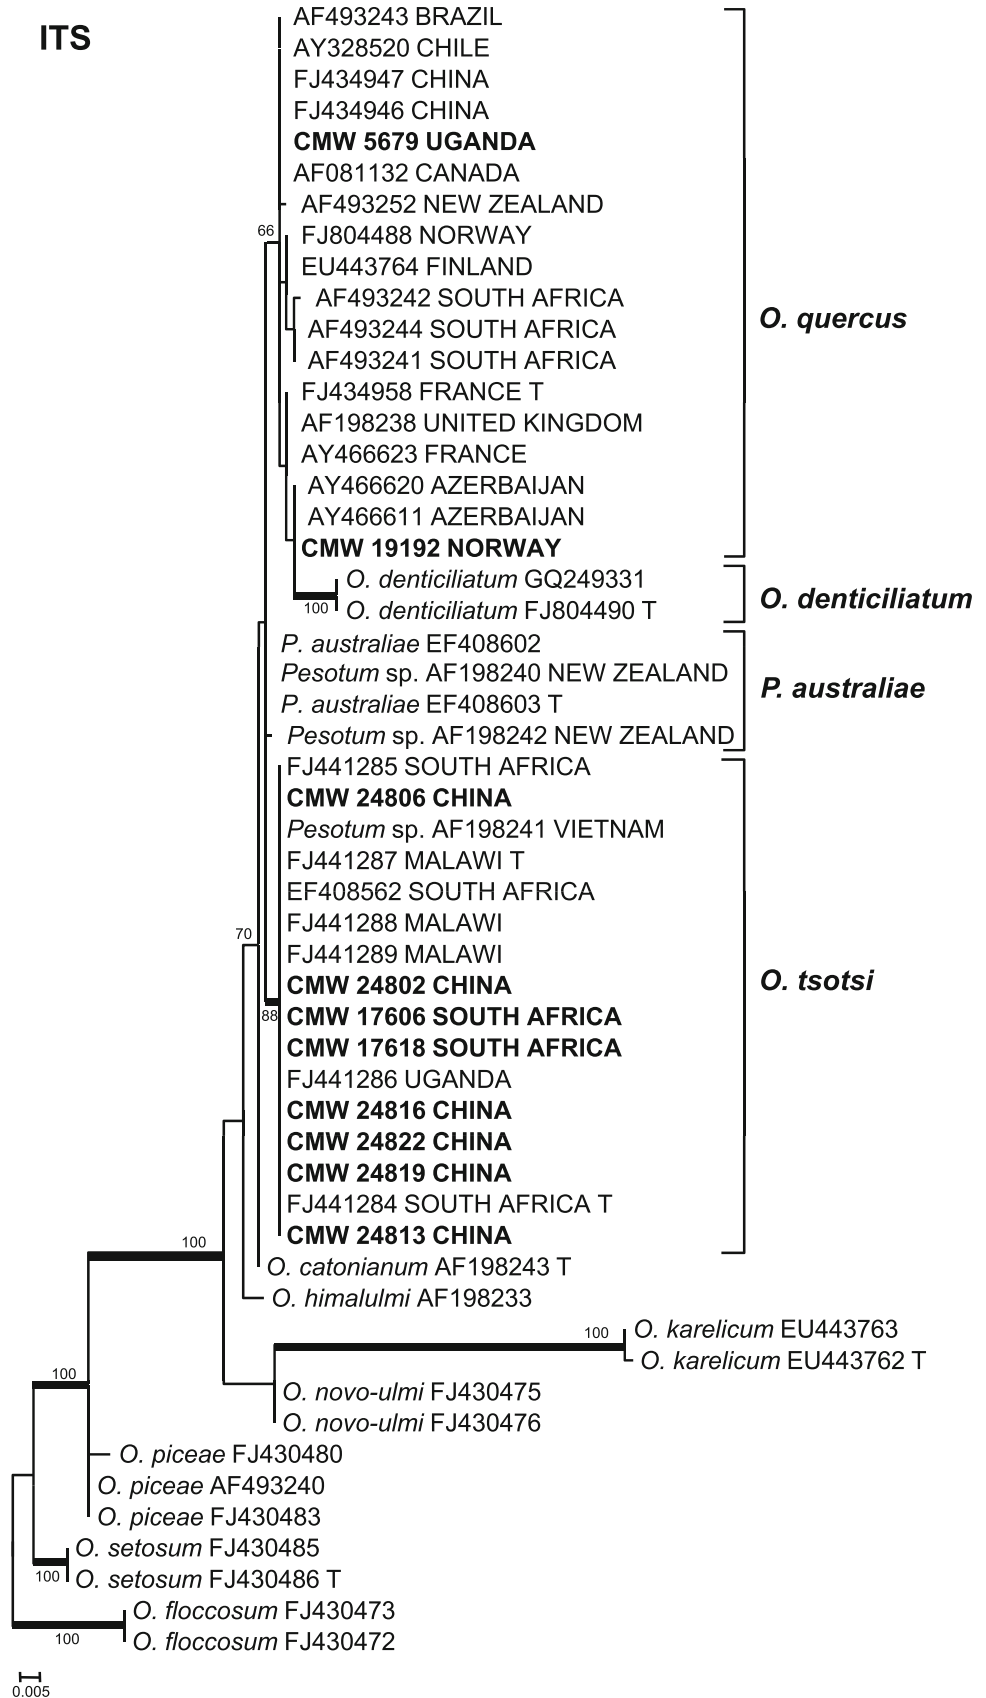 ITS
AF493243 BRAZIL
AY328520 CHILE
FJ434947 CHINA
FJ434946 CHINA
CMW 5679 UGANDA
AF081132 CANADA
AF493252 NEW ZEALAND
66
FJ804488 NORWAY
EU443764 FINLAND
AF493242 SOUTH AFRICA
O. quercus
AF493244 SOUTH AFRICA
AF493241 SOUTH AFRICA
FJ434958 FRANCE T
AF198238 UNITED KINGDOM
AY466623 FRANCE
AY466620 AZERBAIJAN
AY466611 AZERBAIJAN
CMW 19192 NORWAY
O. denticiliatum GQ249331
O. denticiliatum
100
O. denticiliatum FJ804490 T
P. australiae EF408602
Pesotum sp. AF198240 NEW ZEALAND
P. australiae
P. australiae EF408603 T
Pesotum sp. AF198242 NEW ZEALAND
FJ441285 SOUTH AFRICA
CMW 24806 CHINA
Pesotum sp. AF198241 VIETNAM
FJ441287 MALAWI T
EF408562 SOUTH AFRICA
FJ441288 MALAWI
70
FJ441289 MALAWI
CMW 24802 CHINA
O. tsotsi
88
CMW 17606 SOUTH AFRICA
CMW 17618 SOUTH AFRICA
FJ441286 UGANDA
CMW 24816 CHINA
CMW 24822 CHINA
CMW 24819 CHINA
FJ441284 SOUTH AFRICA T
CMW 24813 CHINA
100
O. catonianum AF198243 T
O. himalulmi AF198233
100
O. karelicum EU443763
O. karelicum EU443762 T
100
O. novo-ulmi FJ430475
O. novo-ulmi FJ430476
O. piceae FJ430480
O. piceae AF493240
O. piceae FJ430483
O. setosum FJ430485
100
O. setosum FJ430486 T
O. floccosum FJ430473
100
O. floccosum FJ430472
0.005